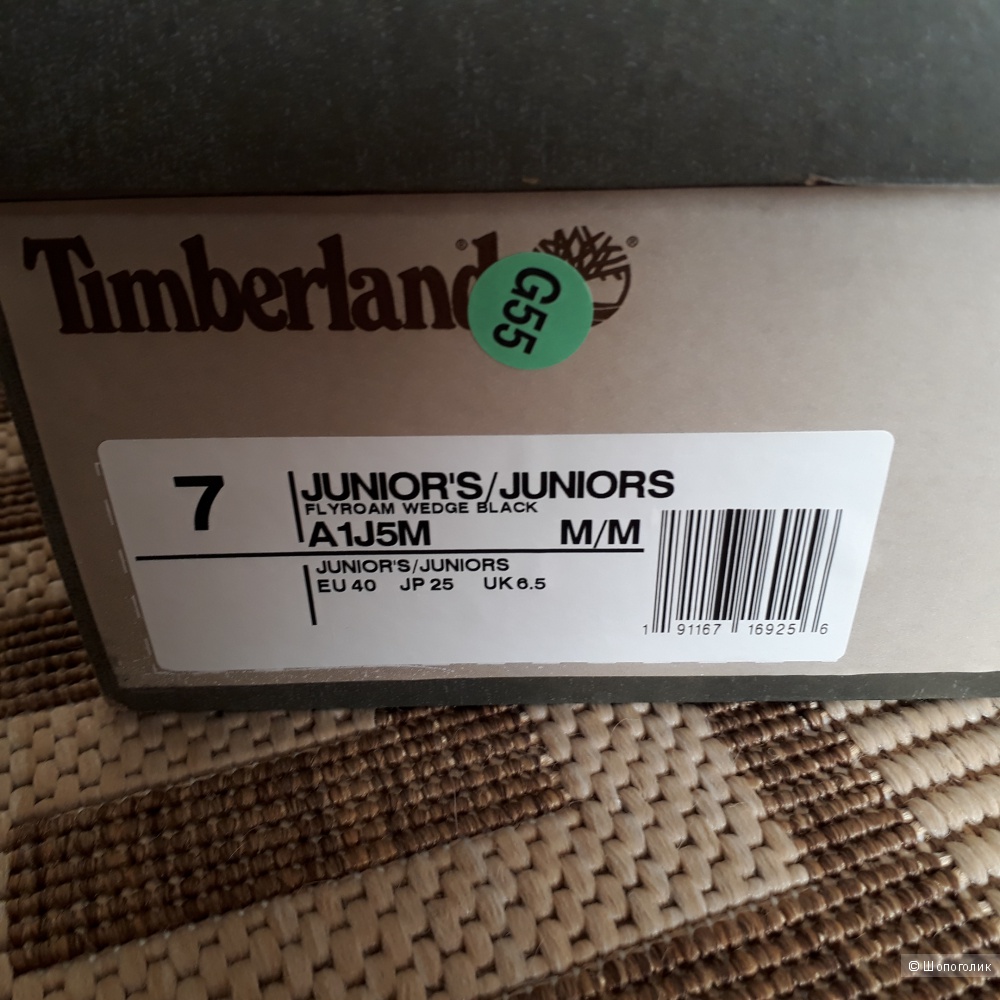 Timberland
G55
7
JUNIOR'S/JUNIORS
FLYROAM WEDGE BLACK
A1J5M M/M
JUNIOR'S/JUNIORS
EU 40 JP 25 UK 6.5
1 91167 16925 6
© Шопоголик